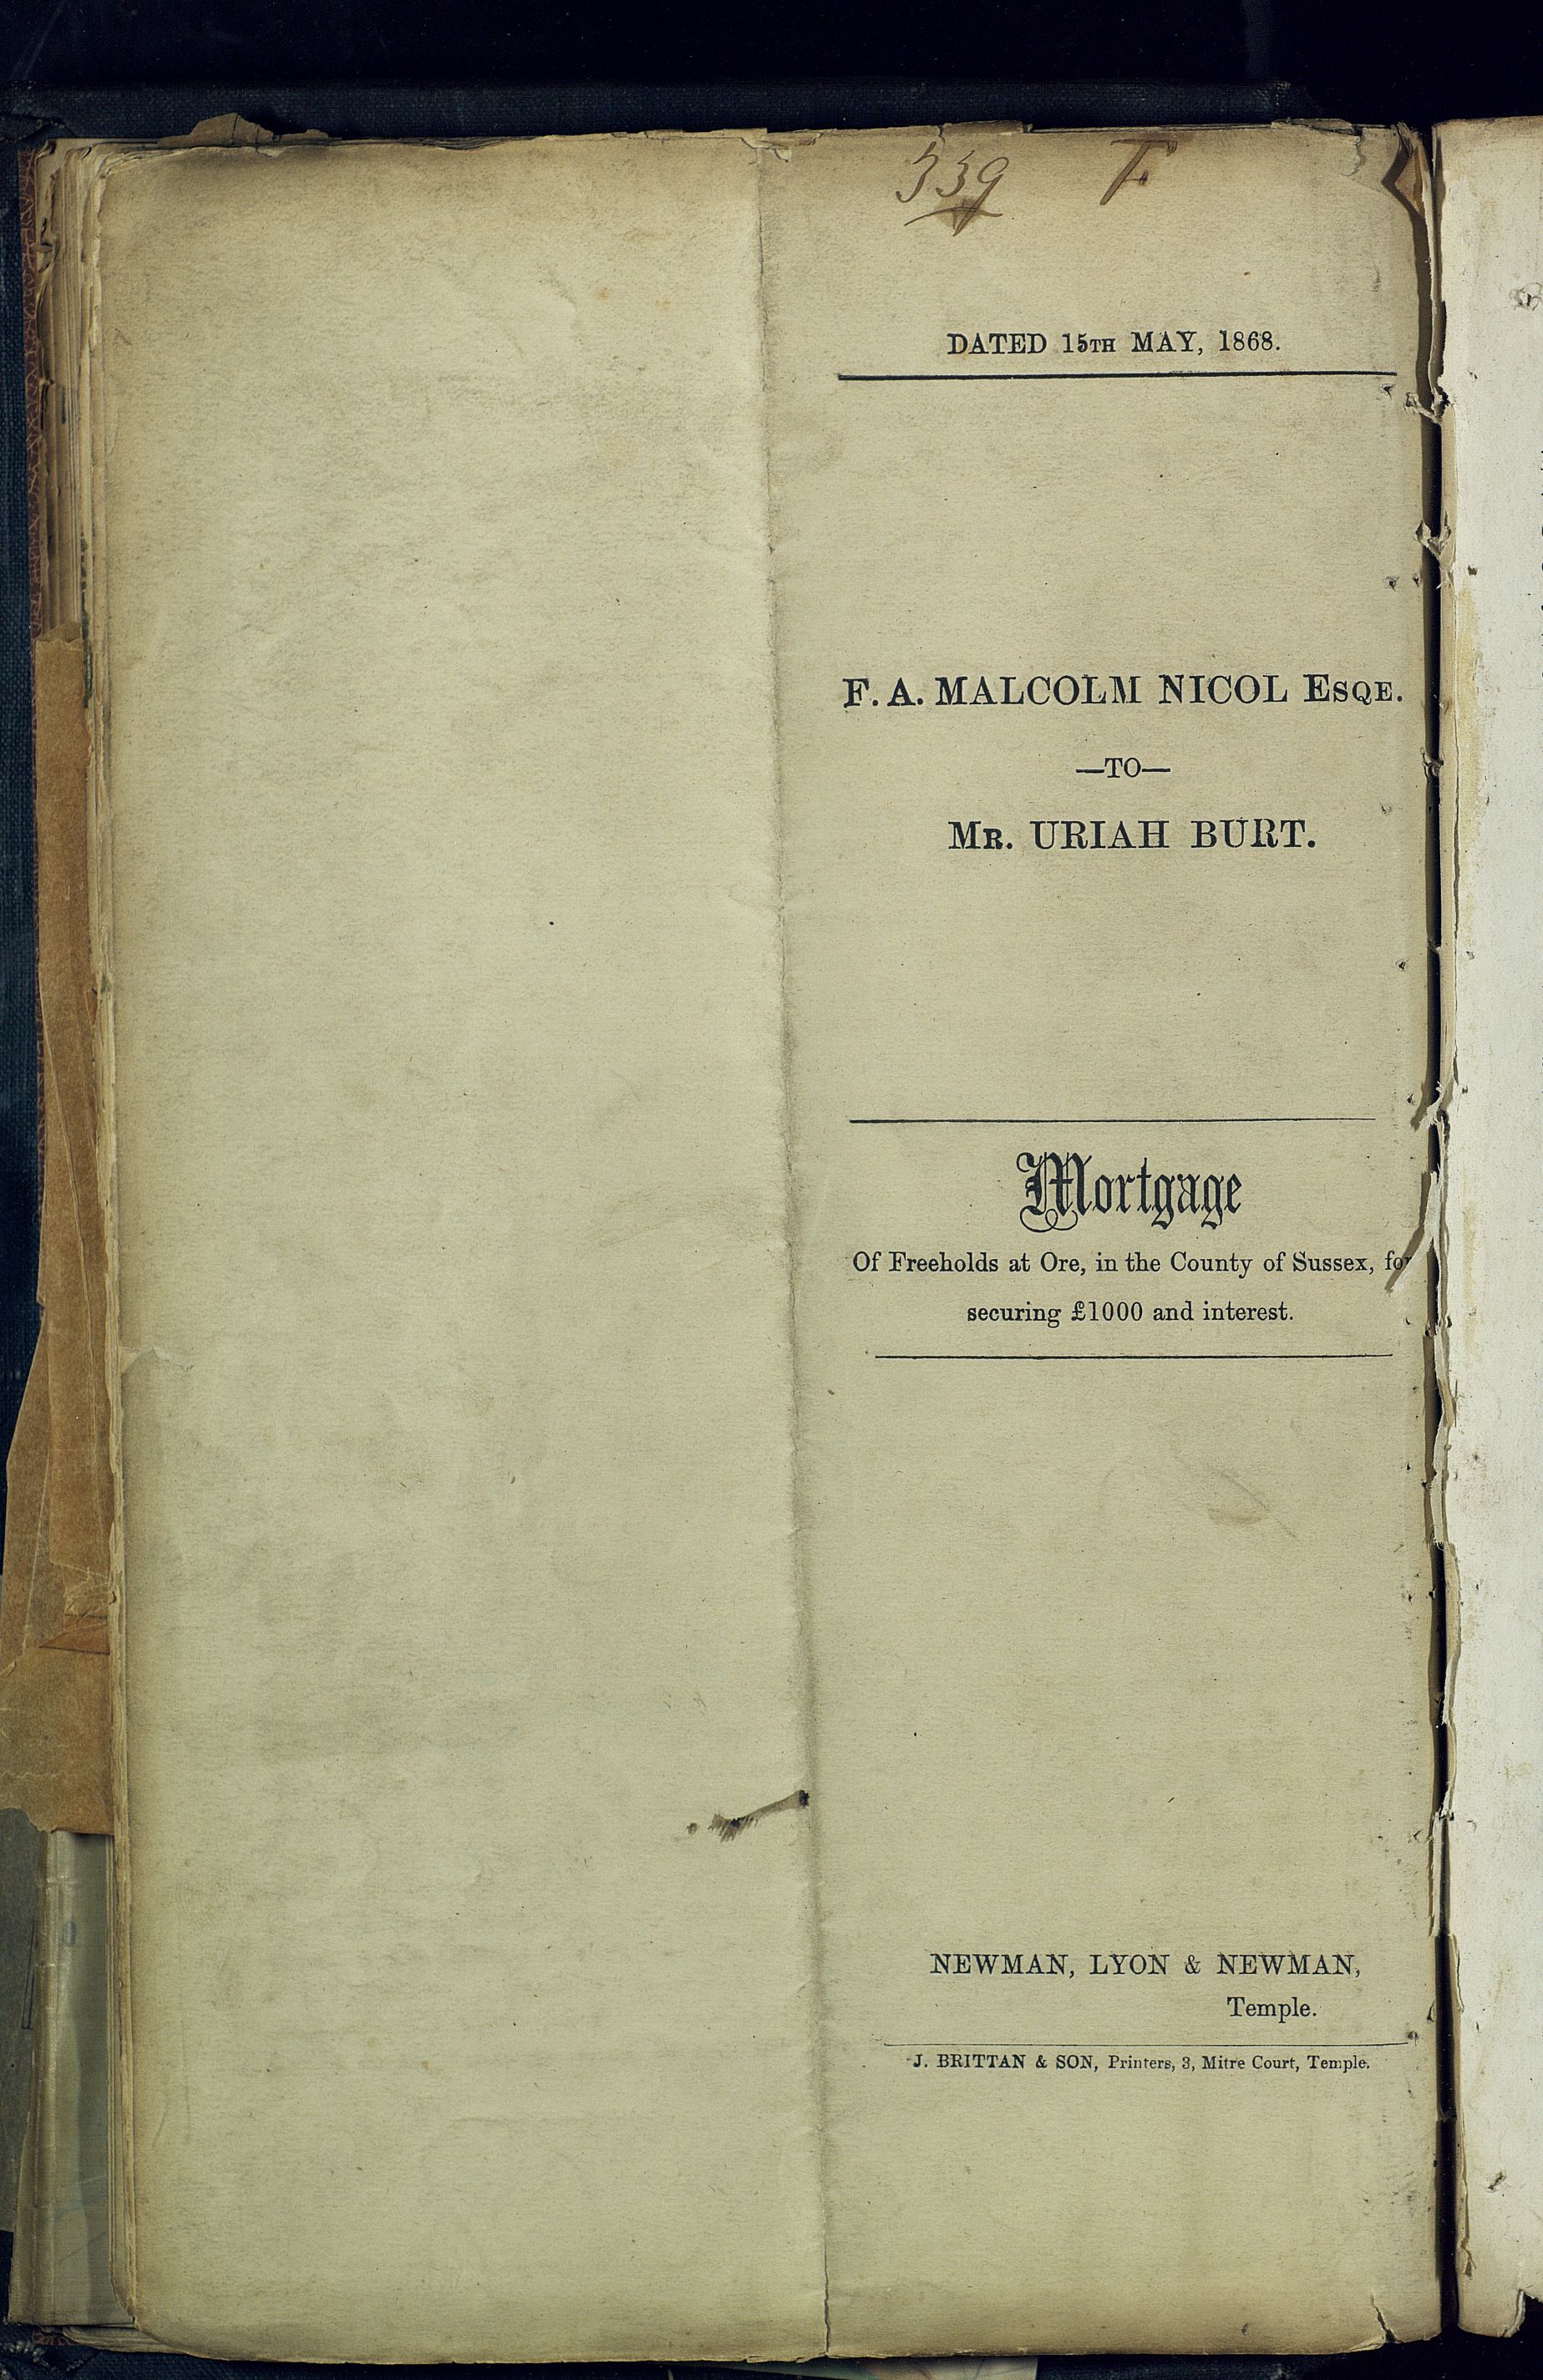 339 F.
DATED 15TH MAY, 1868.
F. A. MALCOLM NICOL ESQE.
—TO—
MR. URIAH BURT.
Mortgage
Of Freeholds at Ore, in the County of Sussex, for
securing £1000 and interest.
NEWMAN, LYON & NEWMAN,
Temple.
J. BRITTAN & SON, Printers, 3, Mitre Court, Temple.